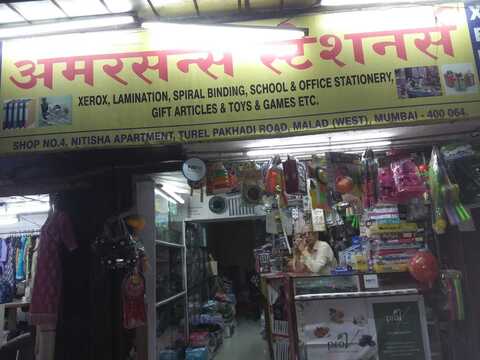 अमरसन्स स्टेशनर्स
XEROX, LAMINATION, SPIRAL BINDING, SCHOOL & OFFICE STATIONERY,
GIFT ARTICLES & TOYS & GAMES ETC.
SHOP NO.4, NITISHA APARTMENT, TUREL PAKHADI ROAD, MALAD (WEST), MUMBAI - 400 064.